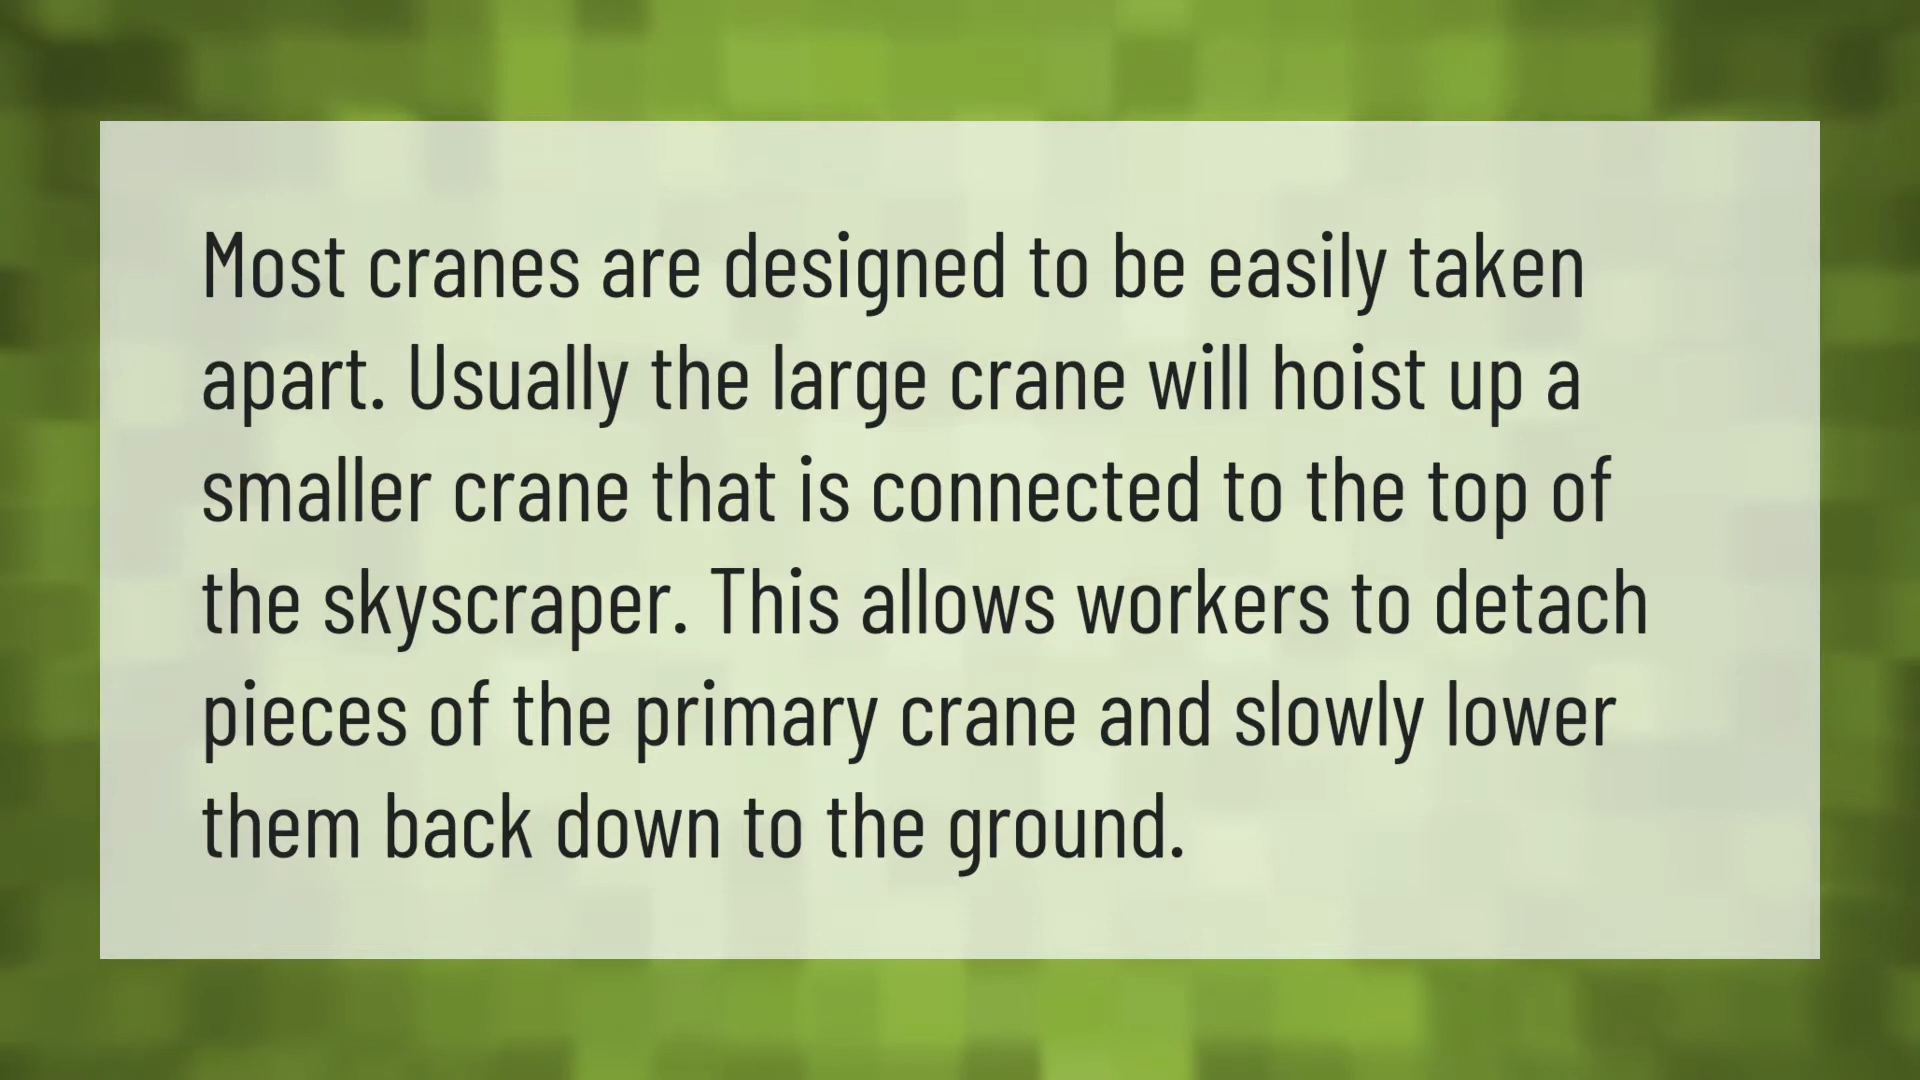 Most cranes are designed to be easily taken
apart. Usually the large crane will hoist up a
smaller crane that is connected to the top of
the skyscraper. This allows workers to detach
pieces of the primary crane and slowly lower
them back down to the ground.